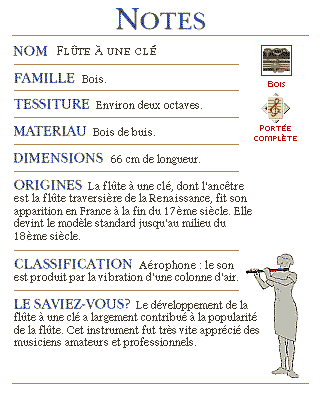 NOTES
NOM FLÛTE À UNE CLÉ
FAMILLE Bois.
Bois
TESSITURE Environ deux octaves.
PORTÉE
COMPLÈTE
MATERIAU Bois de buis.
DIMENSIONS 66 cm de longueur.
ORIGINES La flûte à une clé, dont l'ancêtre
est la flûte traversière de la Renaissance, fit son
apparition en France à la fin du 17ème siècle. Elle
devint le modèle standard jusqu'au milieu du
18ème siècle.
CLASSIFICATION Aérophone : le son
est produit par la vibration d'une colonne d'air.
LE SAVIEZ-VOUS? Le développement de la
flûte à une clé a largement contribué à la popularité
de la flûte. Cet instrument fut très vite apprécié des
musiciens amateurs et professionnels.